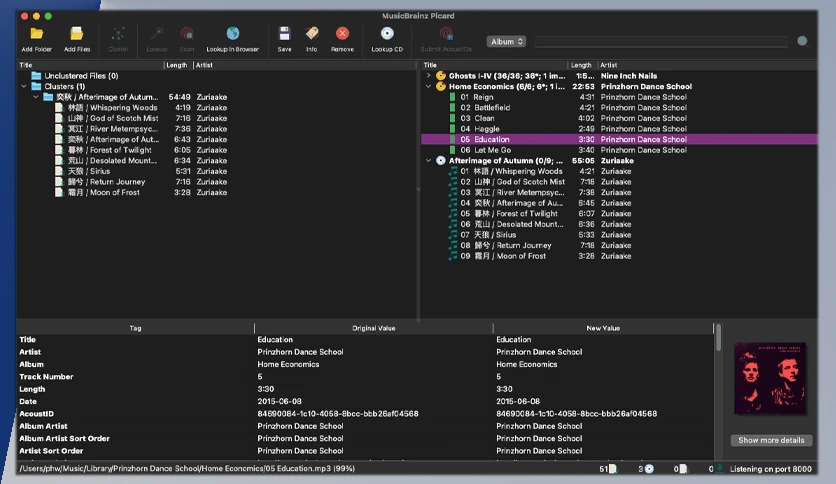 MusicBrainz Picard
Add Folder Add Files Cluster Lookup Scan Lookup in Browser Save Info Remove Lookup CD Submit AcoustIDs Album
Title Length Artist
Unclustered Files (0)
Clusters (1)
奕秋 / Afterimage of Autum... 54:49 Zuriaake
林語 / Whispering Woods 4:19 Zuriaake
山神 / God of Scotch Mist 7:16 Zuriaake
冥江 / River Metempsyc... 7:36 Zuriaake
奕秋 / Afterimage of Aut... 6:43 Zuriaake
暮林 / Forest of Twilight 6:05 Zuriaake
荒山 / Desolated Mount... 6:34 Zuriaake
天狼 / Sirius 5:31 Zuriaake
歸兮 / Return Journey 7:16 Zuriaake
霜月 / Moon of Frost 3:28 Zuriaake
Title Length Artist
Ghosts I-IV (36/36; 36*; 1 im... 1:5... Nine Inch Nails
Home Economics (6/6; 6*; 1 i... 22:53 Prinzhorn Dance School
01 Reign 4:31 Prinzhorn Dance School
02 Battlefield 4:21 Prinzhorn Dance School
03 Clean 4:02 Prinzhorn Dance School
04 Haggle 2:49 Prinzhorn Dance School
05 Education 3:30 Prinzhorn Dance School
06 Let Me Go 3:40 Prinzhorn Dance School
Afterimage of Autumn (0/9; ... 55:05 Zuriaake
01 林語 / Whispering Woods 4:21 Zuriaake
02 山神 / God of Scotch Mist 7:18 Zuriaake
03 冥江 / River Metempsyc... 7:38 Zuriaake
04 奕秋 / Afterimage of Au... 6:45 Zuriaake
05 暮林 / Forest of Twilight 6:07 Zuriaake
06 荒山 / Desolated Mount... 6:36 Zuriaake
07 天狼 / Sirius 5:33 Zuriaake
08 歸兮 / Return Journey 7:18 Zuriaake
09 霜月 / Moon of Frost 3:28 Zuriaake
Tag Original Value New Value
Title Education Education
Artist Prinzhorn Dance School Prinzhorn Dance School
Album Home Economics Home Economics
Track Number 5 5
Length 3:30 3:30
Date 2015-06-08 2015-06-08
AcoustID 84690084-1c10-4058-8bcc-bbb26af04568 84690084-1c10-4058-8bcc-bbb26af04568
Album Artist Prinzhorn Dance School Prinzhorn Dance School
Album Artist Sort Order Prinzhorn Dance School Prinzhorn Dance School
Artist Sort Order Prinzhorn Dance School Prinzhorn Dance School
Show more details
/Users/phw/Music/Library/Prinzhorn Dance School/Home Economics/05 Education.mp3 (99%) 51 3 0 0 Listening on port 8000